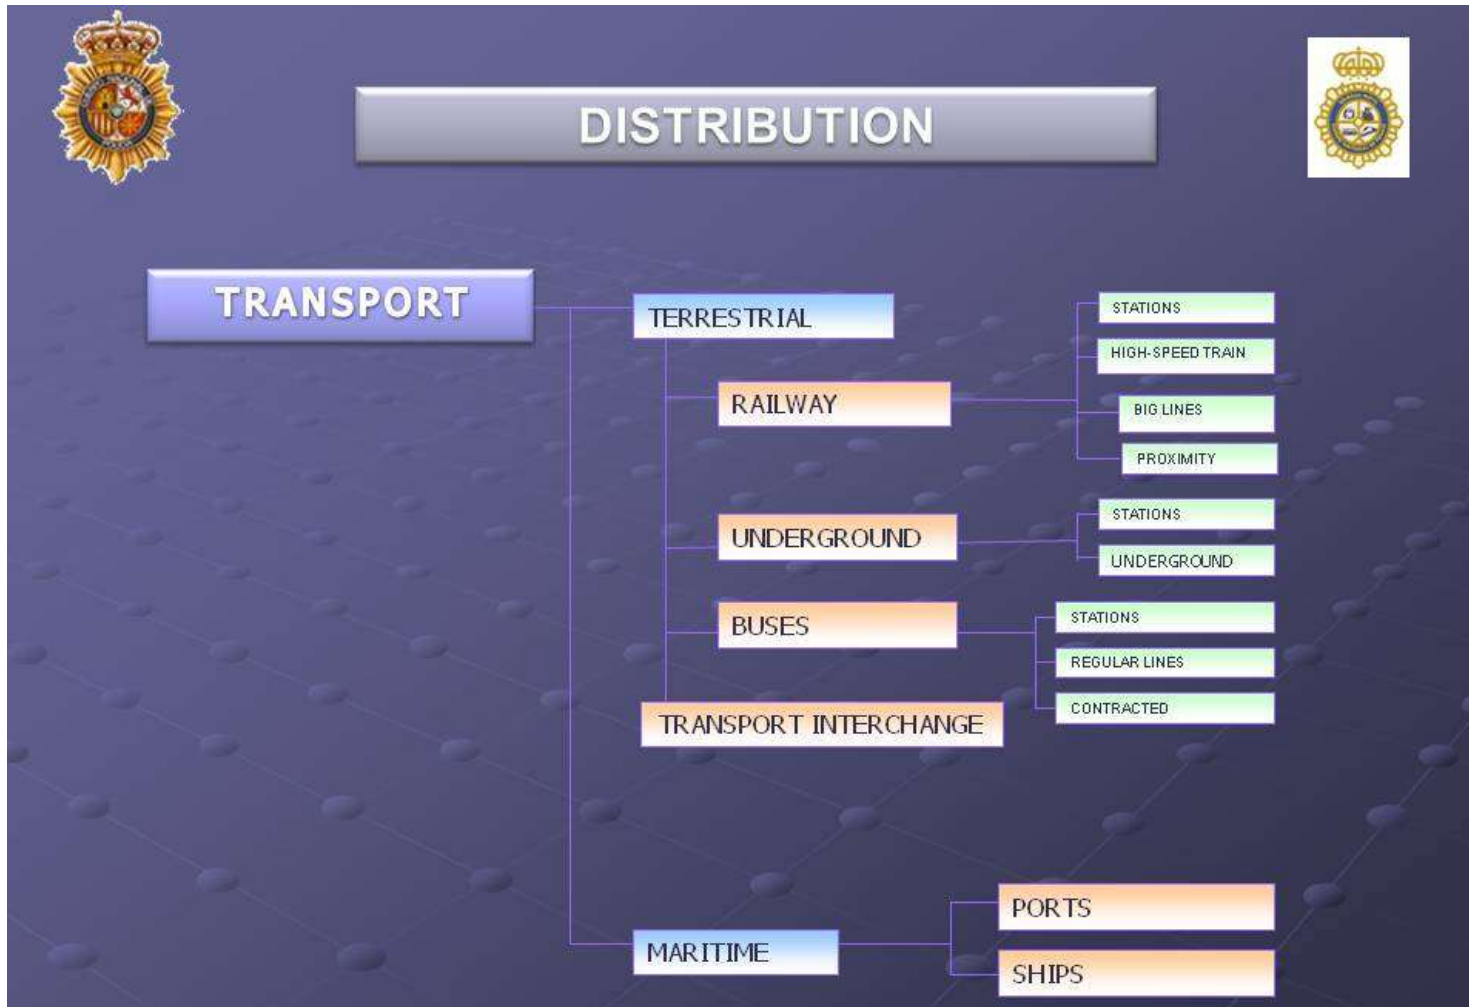 DISTRIBUTION
TRANSPORT
TERRESTRIAL
RAILWAY
STATIONS
HIGH-SPEED TRAIN
BIG LINES
PROXIMITY
UNDERGROUND
STATIONS
UNDERGROUND
BUSES
STATIONS
REGULAR LINES
CONTRACTED
TRANSPORT INTERCHANGE
MARITIME
PORTS
SHIPS